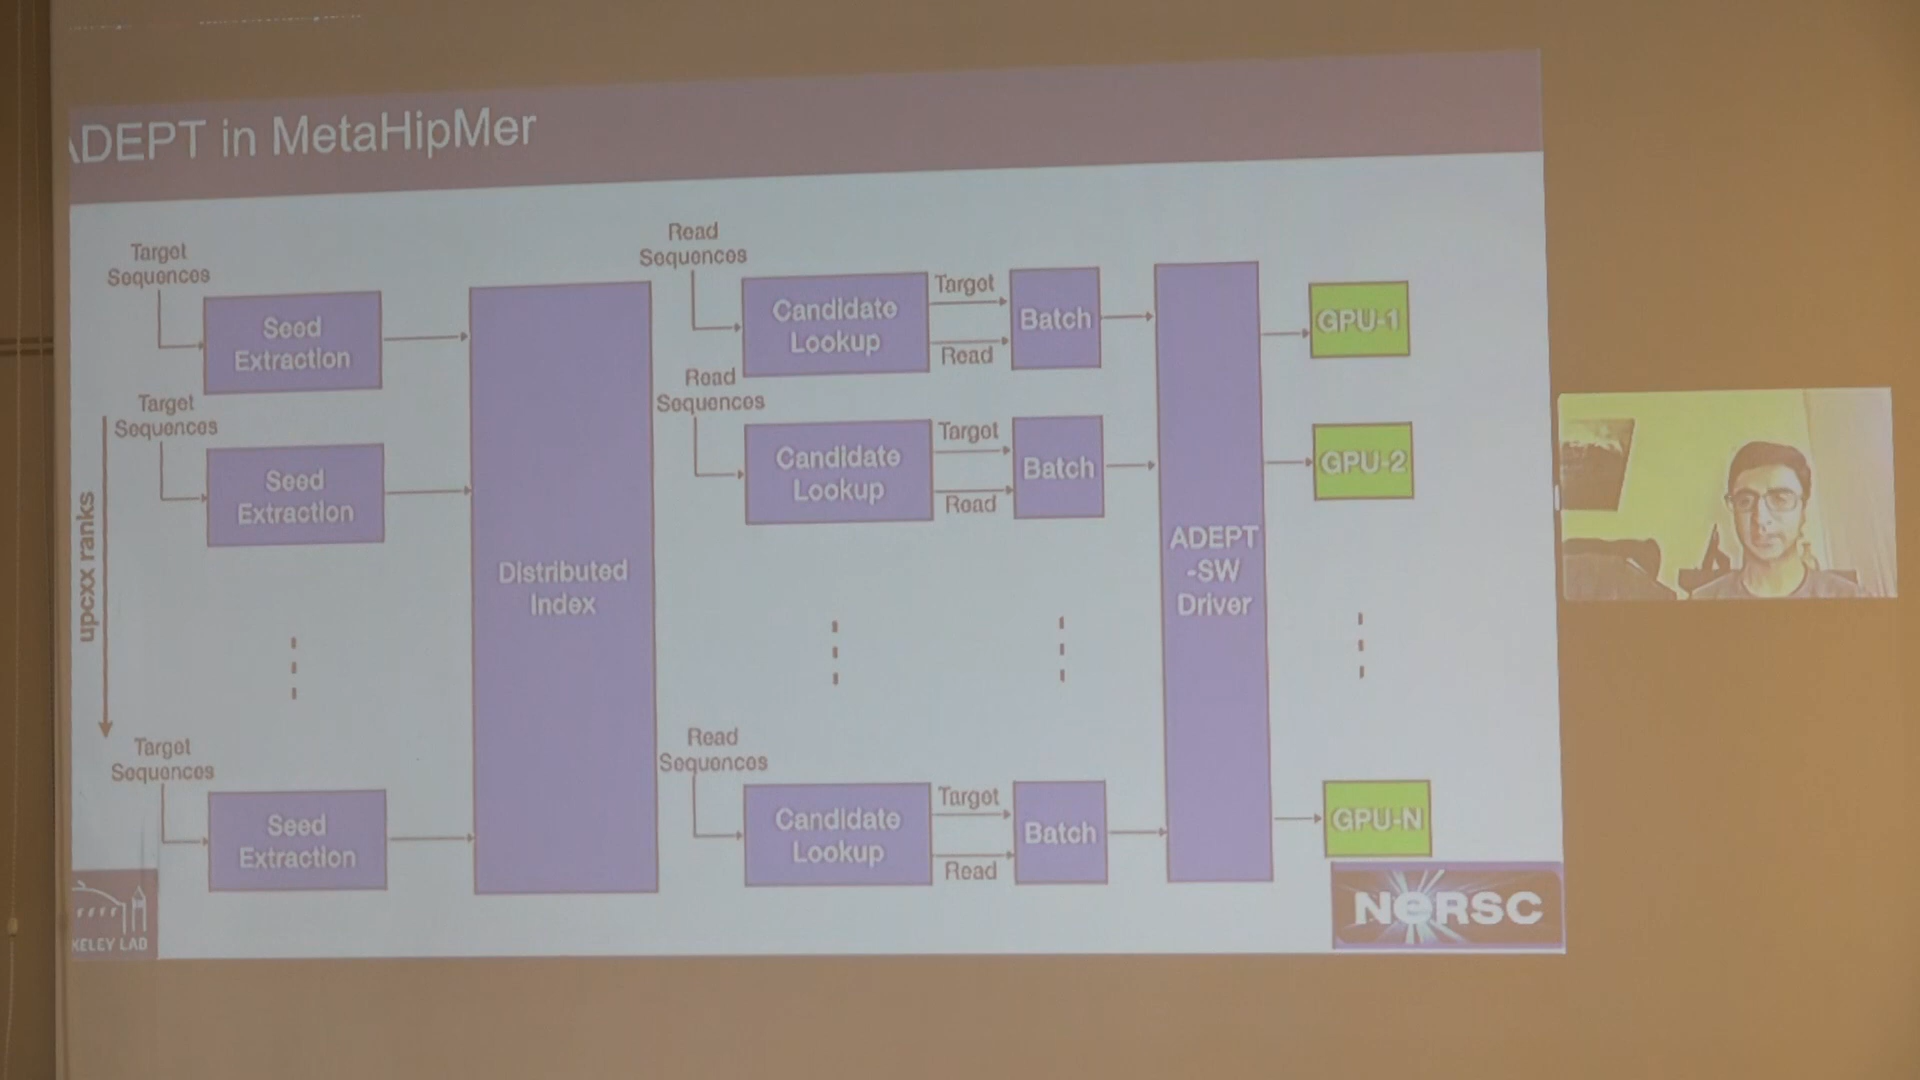 ADEPT in MetaHipMer
Target
Sequences
Seed
Extraction
Target
Sequences
Seed
Extraction
upcxx ranks
Target
Sequences
Seed
Extraction
Distributed
Index
Read
Sequences
Candidate
Lookup
Target
Read
Batch
Read
Sequences
Candidate
Lookup
Target
Read
Batch
Read
Sequences
Candidate
Lookup
Target
Read
Batch
ADEPT
-SW
Driver
GPU-1
GPU-2
GPU-N
KELEY LAB
NERSC